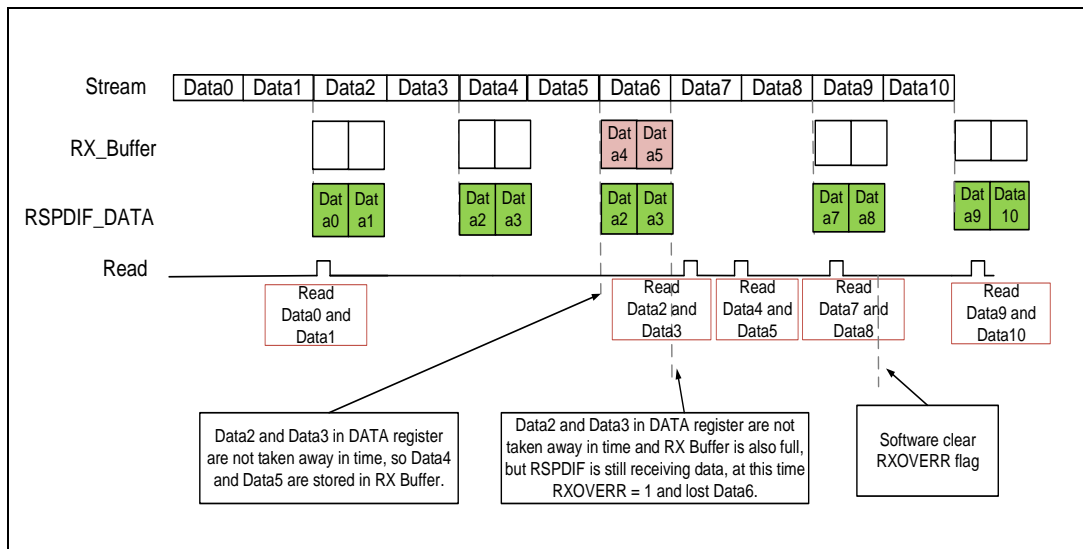 Stream Data0 Data1 Data2 Data3 Data4 Data5 Data6 Data7 Data8 Data9 Data10
RX_Buffer
Dat
a4
Dat
a5
RSPDIF_DATA
Dat
a0
Dat
a1
Dat
a2
Dat
a3
Dat
a2
Dat
a3
Dat
a7
Dat
a8
Dat
a9
Data
10
Read
Read
Data0 and
Data1
Read
Data2 and
Data3
Read
Data4 and
Data5
Read
Data7 and
Data8
Read
Data9 and
Data10
Data2 and Data3 in DATA register
are not taken away in time, so Data4
and Data5 are stored in RX Buffer.
Data2 and Data3 in DATA register are not
taken away in time and RX Buffer is also full,
but RSPDIF is still receiving data, at this time
RXOVERR = 1 and lost Data6.
Software clear
RXOVERR flag